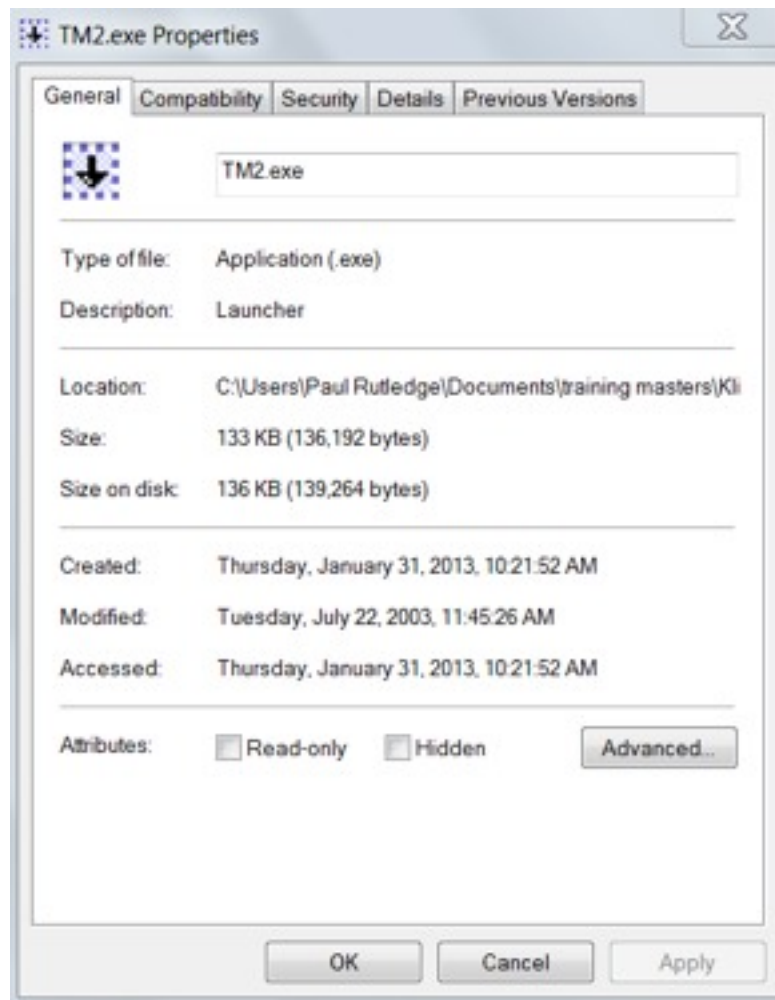 TM2.exe Properties
General Compatibility Security Details Previous Versions
TM2.exe
Type of file: Application (.exe)
Description: Launcher
Location: C:\Users\Paul Rutledge\Documents\training masters\Kli
Size: 133 KB (136,192 bytes)
Size on disk: 136 KB (139,264 bytes)
Created: Thursday, January 31, 2013, 10:21:52 AM
Modified: Tuesday, July 22, 2003, 11:45:26 AM
Accessed: Thursday, January 31, 2013, 10:21:52 AM
Attributes: Read-only Hidden Advanced...
OK Cancel Apply